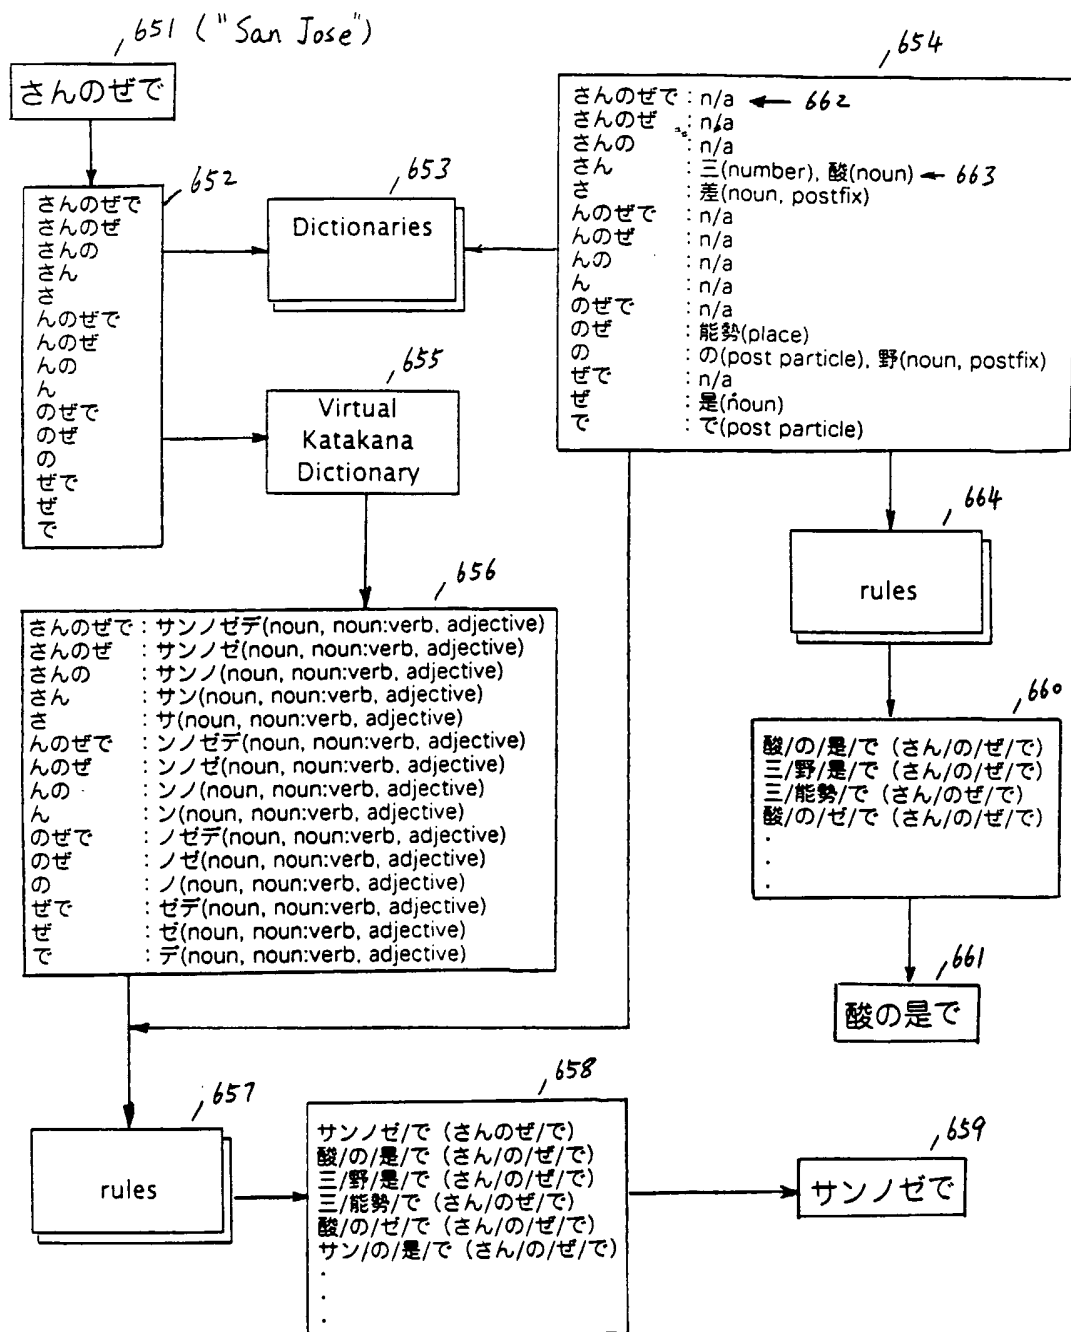 651 ("San Jose")
さんのぜで
652
さんのぜで
さんのぜ
さんの
さん
さ
んのぜで
んのぜ
んの
ん
のぜで
のぜ
の
ぜで
ぜ
で
653
Dictionaries
654
さんのぜで : n/a ← 662
さんのぜ : n/a
さんの : n/a
さん : 三(number), 酸(noun) ← 663
さ : 差(noun, postfix)
んのぜで : n/a
んのぜ : n/a
んの : n/a
ん : n/a
のぜで : n/a
のぜ : 能勢(place)
の : の(post particle), 野(noun, postfix)
ぜで : n/a
ぜ : 是(noun)
で : で(post particle)
655
Virtual
Katakana
Dictionary
656
さんのぜで : サンノゼデ(noun, noun:verb, adjective)
さんのぜ : サンノゼ(noun, noun:verb, adjective)
さんの : サンノ(noun, noun:verb, adjective)
さん : サン(noun, noun:verb, adjective)
さ : サ(noun, noun:verb, adjective)
んのぜで : ンノゼデ(noun, noun:verb, adjective)
んのぜ : ンノゼ(noun, noun:verb, adjective)
んの : ンノ(noun, noun:verb, adjective)
ん : ン(noun, noun:verb, adjective)
のぜで : ノゼデ(noun, noun:verb, adjective)
のぜ : ノゼ(noun, noun:verb, adjective)
の : ノ(noun, noun:verb, adjective)
ぜで : ゼデ(noun, noun:verb, adjective)
ぜ : ゼ(noun, noun:verb, adjective)
で : デ(noun, noun:verb, adjective)
664
rules
660
酸/の/是/で (さん/の/ぜ/で)
三/野/是/で (さん/の/ぜ/で)
三/能勢/で (さん/のぜ/で)
酸/の/ゼ/で (さん/の/ぜ/で)
.
.
.
661
酸の是で
657
rules
658
サンノゼ/で (さんのぜ/で)
酸/の/是/で (さん/の/ぜ/で)
三/野/是/で (さん/の/ぜ/で)
三/能勢/で (さん/のぜ/で)
酸/の/ゼ/で (さん/の/ぜ/で)
サン/の/是/で (さん/の/ぜ/で)
.
.
.
659
サンノゼで